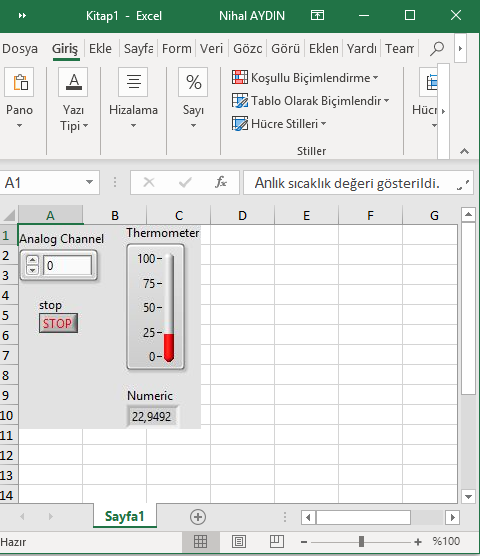 Kitap1 - Excel
Nihal AYDIN
Dosya Giriş Ekle Sayfa Form Veri Gözc Görü Eklen Yardı Team
Pano
Yazı Tipi
Hizalama
%
Sayı
Koşullu Biçimlendirme
Tablo Olarak Biçimlendir
Hücre Stilleri
Stiller
Hücre
A1
fx
Anlık sıcaklık değeri gösterildi.
A B C D E F G
1
2
3
4
5
6
7
8
9
10
11
12
13
14
Analog Channel
0
stop
STOP
Thermometer
100
75
50
25
0
Numeric
22,9492
Sayfa1
Hazır
%100